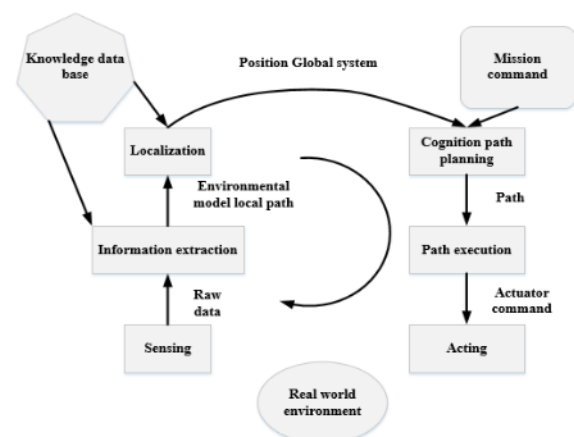 Knowledge data
base
Position Global system
Mission
command
Localization
Cognition path
planning
Environmental
model local path
Path
Information extraction
Path execution
Raw
data
Actuator
command
Sensing
Acting
Real world
environment